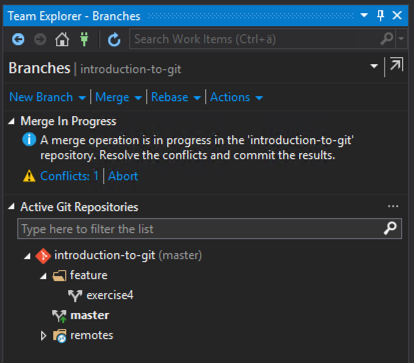 Team Explorer - Branches
Search Work Items (Ctrl+ä)
Branches | introduction-to-git
New Branch Merge Rebase Actions
Merge In Progress
A merge operation is in progress in the 'introduction-to-git'
repository. Resolve the conflicts and commit the results.
Conflicts: 1 | Abort
Active Git Repositories
Type here to filter the list
introduction-to-git (master)
feature
exercise4
master
remotes